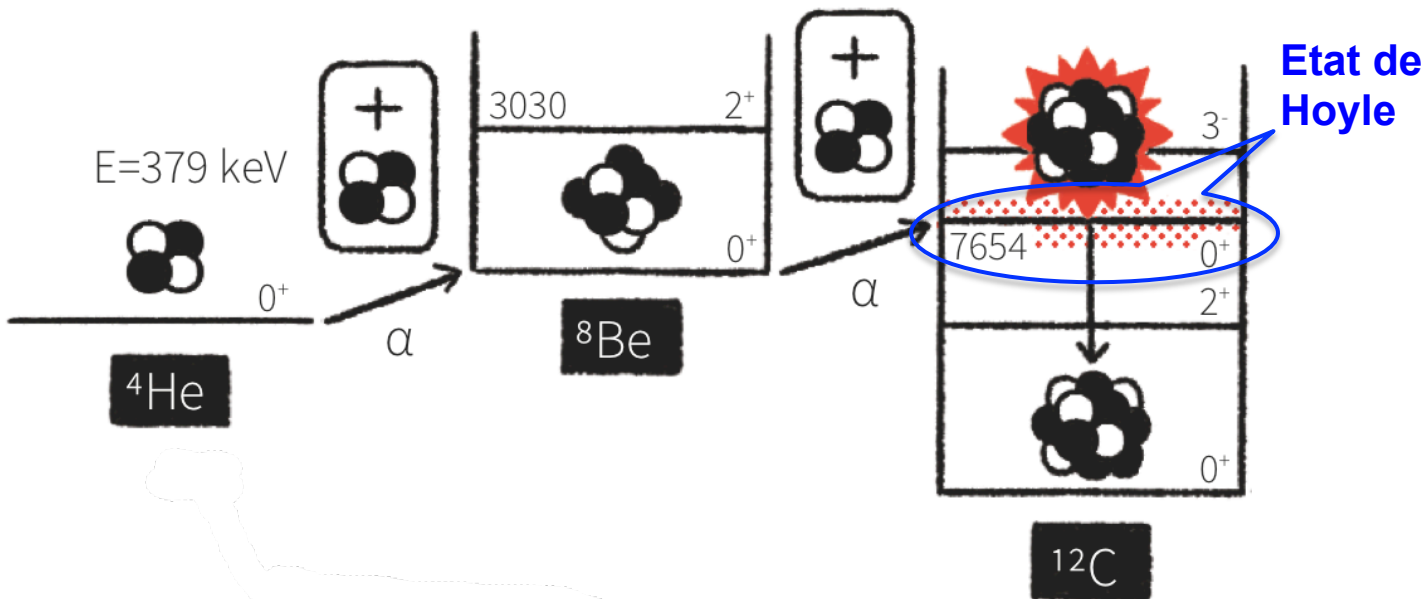 E=379 keV
0⁺
⁴He
+
α
3030 2⁺
0⁺
⁸Be
+
α
Etat de
Hoyle
3⁻
7654 0⁺
2⁺
0⁺
¹²C